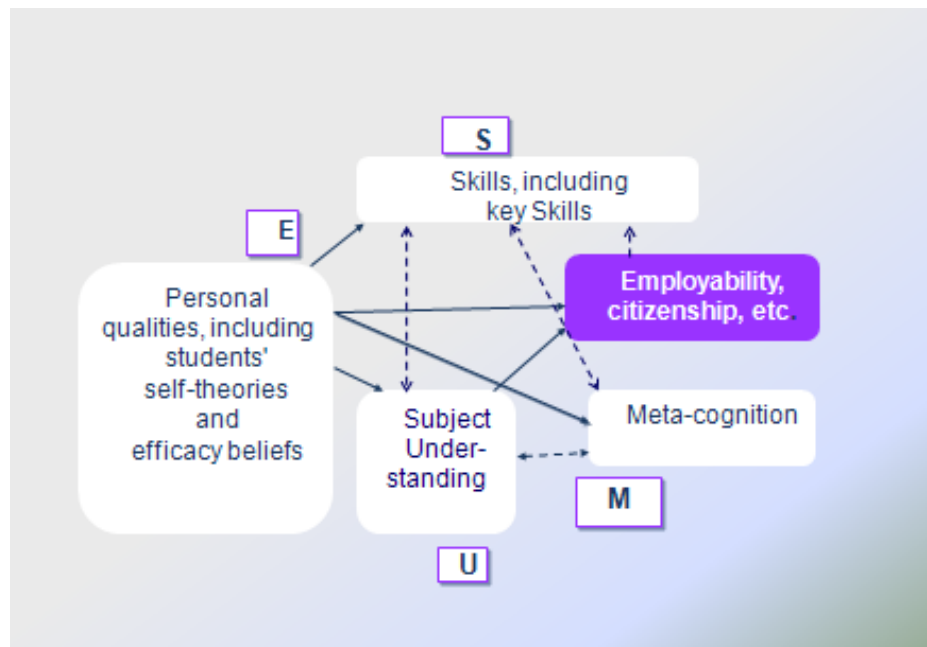 S
Skills, including
key Skills
E
Personal
qualities, including
students'
self-theories
and
efficacy beliefs
Employability,
citizenship, etc.
Subject
Under-
standing
Meta-cognition
M
U